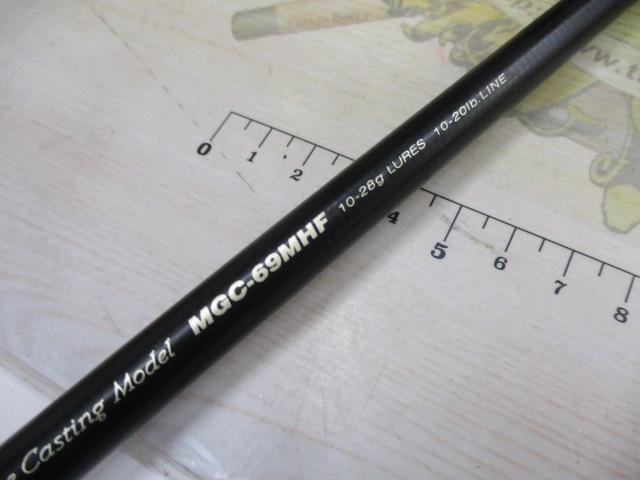 Casting Model MGC-69MHF 10-28g LURES 10-20lb.LINE
0 1 2 4 5 6 7 8